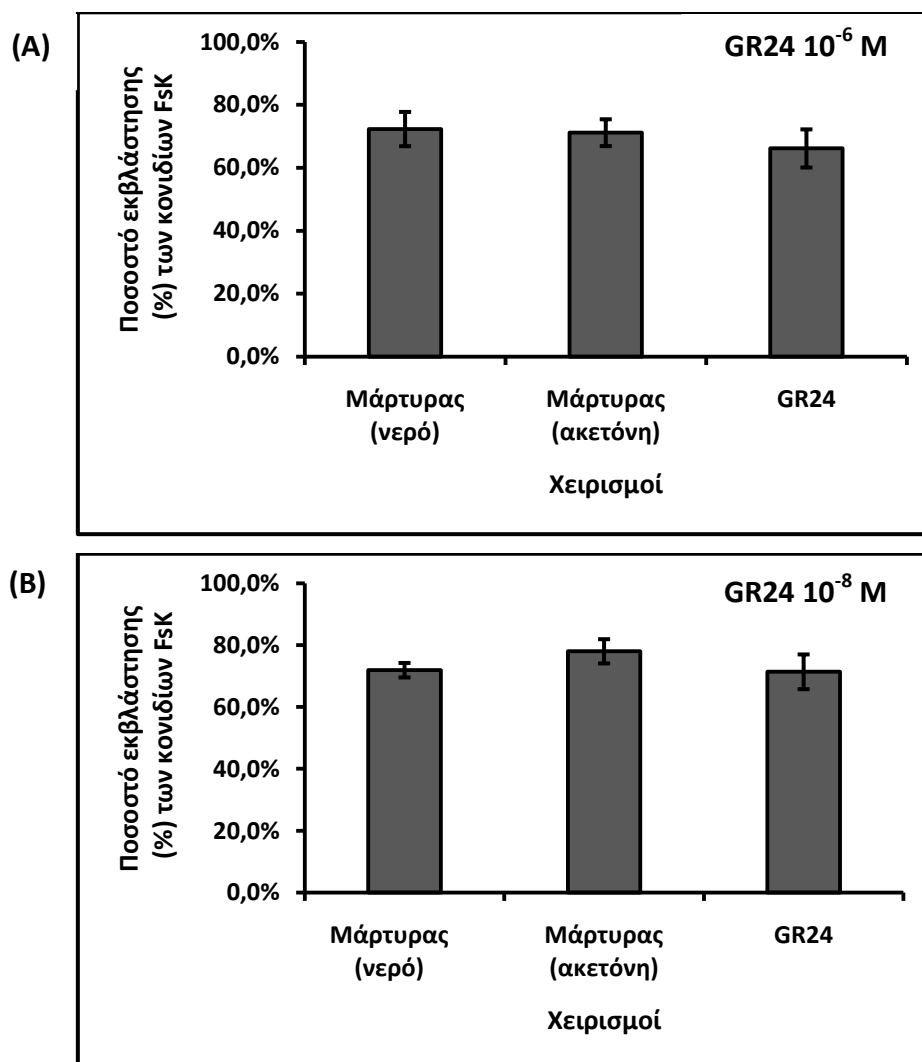 (A)
GR24 10⁻⁶ M
Ποσοστό εκβλάστησης
(%) των κονιδίων FsK
100,0%
80,0%
60,0%
40,0%
20,0%
0,0%
Μάρτυρας (νερό)
Μάρτυρας (ακετόνη)
GR24
Χειρισμοί
(Β)
GR24 10⁻⁸ M
Ποσοστό εκβλάστησης
(%) των κονιδίων FsK
100,0%
80,0%
60,0%
40,0%
20,0%
0,0%
Μάρτυρας (νερό)
Μάρτυρας (ακετόνη)
GR24
Χειρισμοί